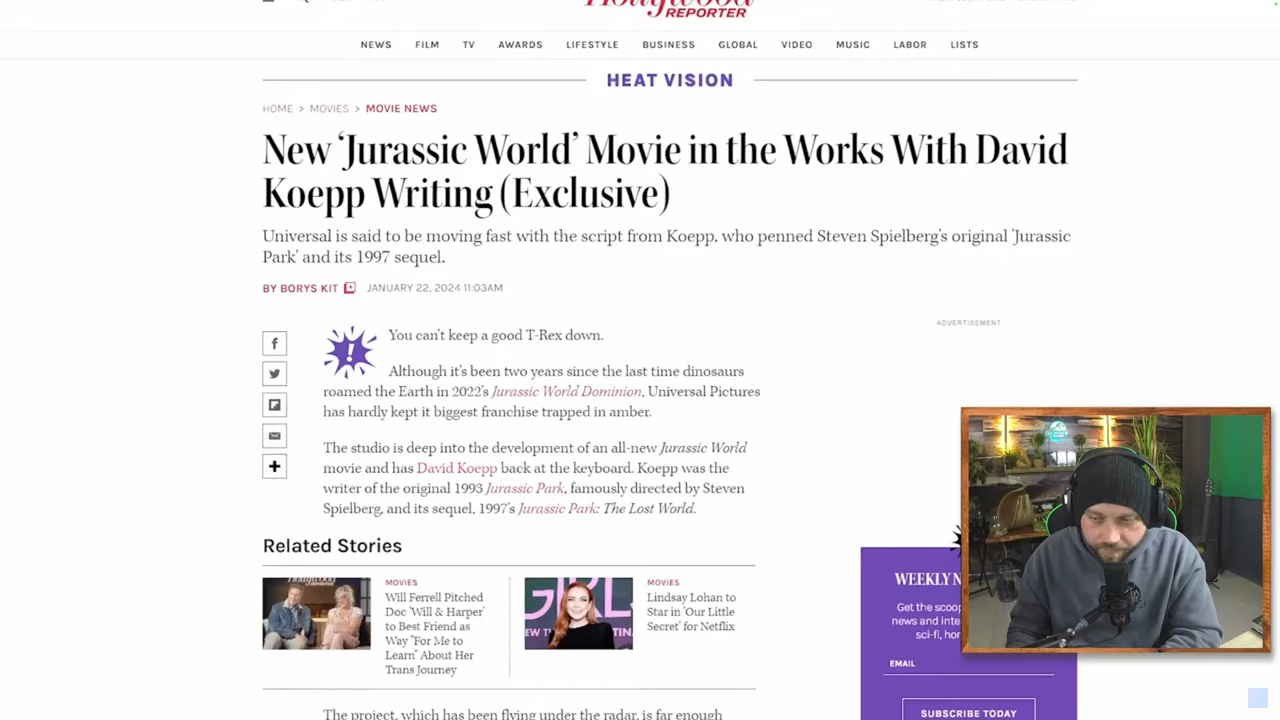 Hollywood
REPORTER
NEWS FILM TV AWARDS LIFESTYLE BUSINESS GLOBAL VIDEO MUSIC LABOR LISTS
HEAT VISION
HOME > MOVIES > MOVIE NEWS
New ‘Jurassic World’ Movie in the Works With David
Koepp Writing (Exclusive)
Universal is said to be moving fast with the script from Koepp, who penned Steven Spielberg's original 'Jurassic
Park' and its 1997 sequel.
BY BORYS KIT JANUARY 22, 2024 11:03AM
You can't keep a good T-Rex down.
Although it's been two years since the last time dinosaurs
roamed the Earth in 2022's Jurassic World Dominion, Universal Pictures
has hardly kept it biggest franchise trapped in amber.
The studio is deep into the development of an all-new Jurassic World
movie and has David Koepp back at the keyboard. Koepp was the
writer of the original 1993 Jurassic Park, famously directed by Steven
Spielberg, and its sequel, 1997's Jurassic Park: The Lost World.
ADVERTISEMENT
Related Stories
MOVIES
Will Ferrell Pitched
Doc 'Will & Harper'
to Best Friend as
Way "For Me to
Learn" About Her
Trans Journey
MOVIES
Lindsay Lohan to
Star in 'Our Little
Secret' for Netflix
The project, which has been flying under the radar, is far enough
WEEKLY N
Get the scoop
news and inte
sci-fi, hor
EMAIL
SUBSCRIBE TODAY